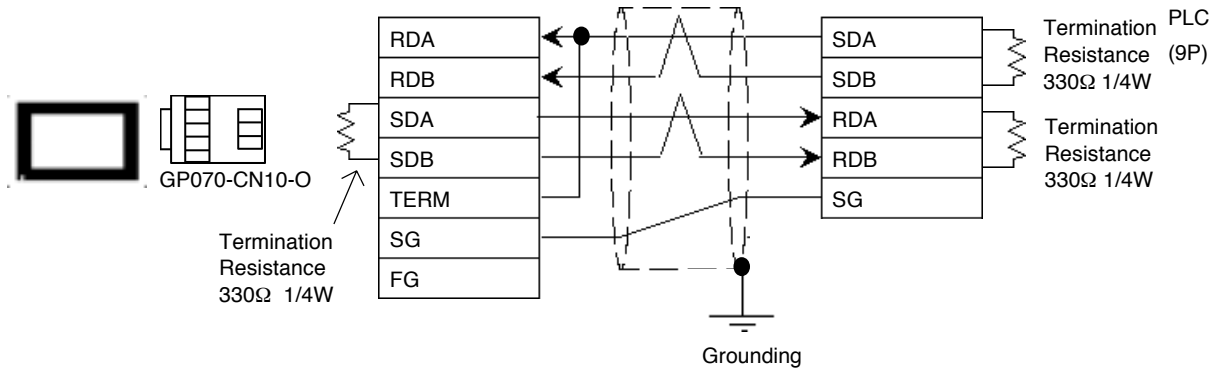 GP070-CN10-O
Termination
Resistance
330Ω 1/4W
RDA
RDB
SDA
SDB
TERM
SG
FG
SDA
SDB
RDA
RDB
SG
Termination
Resistance
330Ω 1/4W
PLC
(9P)
Termination
Resistance
330Ω 1/4W
Grounding